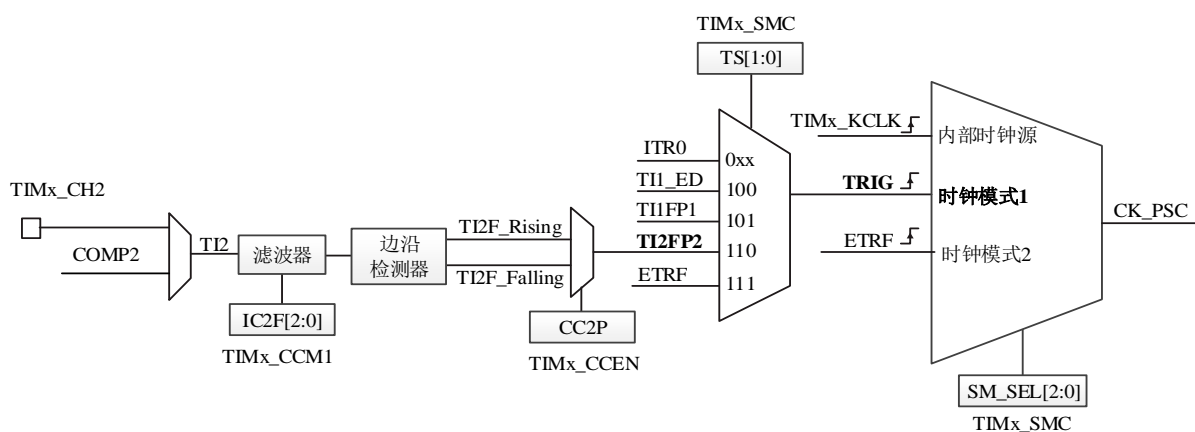 TIMx_SMC
TS[1:0]
TIMx_KCLK
内部时钟源
ITR0
0xx
TIMx_CH2
TI1_ED
100
TRIG
时钟模式1
CK_PSC
TI1FP1
101
TI2F_Rising
COMP2
TI2
滤波器
边沿
检测器
TI2FP2
110
ETRF
时钟模式2
TI2F_Falling
ETRF
111
IC2F[2:0]
CC2P
TIMx_CCM1
TIMx_CCEN
SM_SEL[2:0]
TIMx_SMC